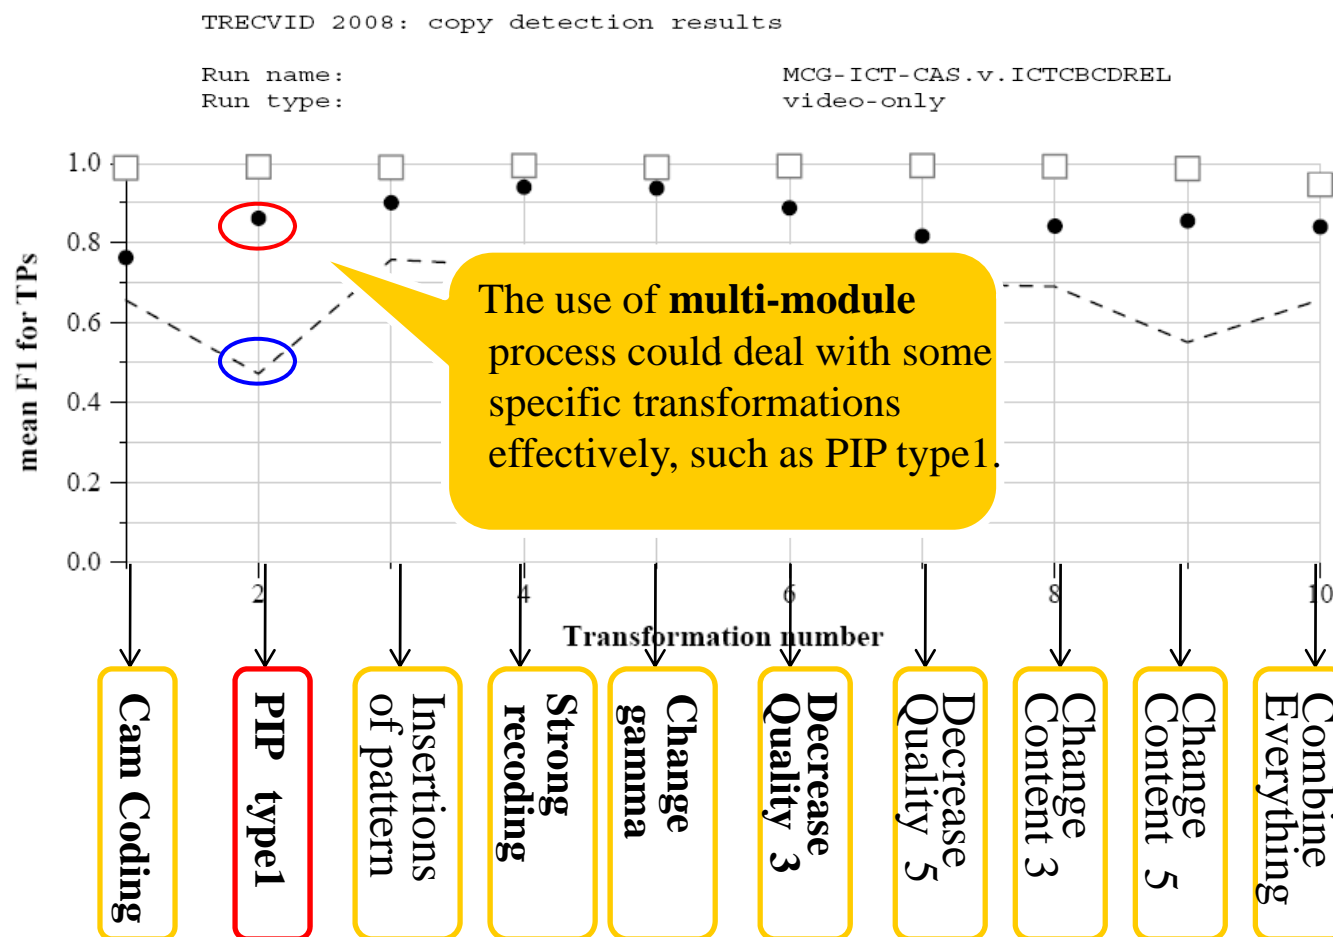 TRECVID 2008: copy detection results
Run name: MCG-ICT-CAS.v.ICTCBCDREL
Run type: video-only
mean F1 for TPs
1.0
0.8
0.6
0.4
0.2
0.0
The use of multi-module
process could deal with some
specific transformations
effectively, such as PIP type1.
2 4 6 8 10
Transformation number
Cam Coding
PIP type1
Insertions
of pattern
Strong
recoding
Change
gamma
Decrease
Quality 3
Decrease
Quality 5
Change
Content 3
Change
Content 5
Combine
Everything